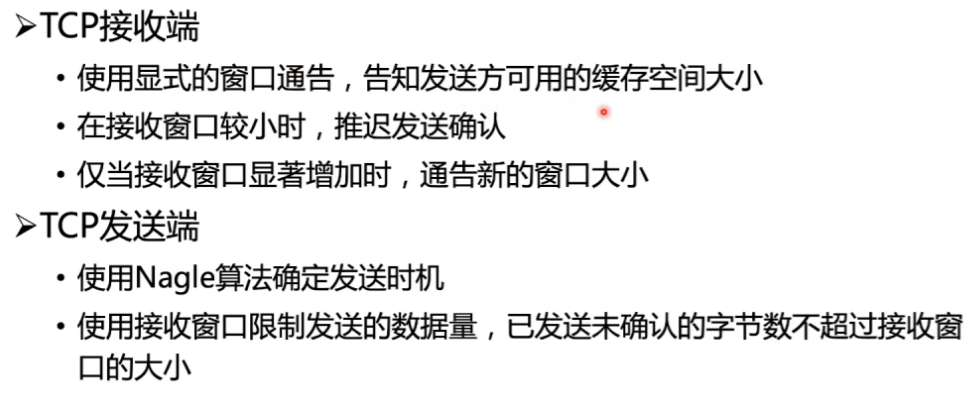 ➢TCP接收端
• 使用显式的窗口通告，告知发送方可用的缓存空间大小
• 在接收窗口较小时，推迟发送确认
• 仅当接收窗口显著增加时，通告新的窗口大小
➢TCP发送端
• 使用Nagle算法确定发送时机
• 使用接收窗口限制发送的数据量，已发送未确认的字节数不超过接收窗
口的大小